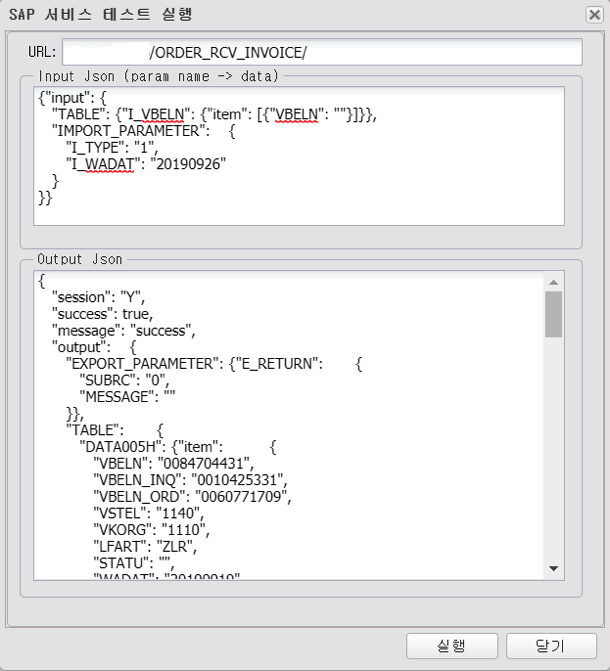 SAP 서비스 테스트 실행
URL: /ORDER_RCV_INVOICE/
Input Json (param name -> data)
{"input": {
"TABLE": {"I_VBELN": {"item": [{"VBELN": ""}]}},
"IMPORT_PARAMETER": {
"I_TYPE": "1",
"I_WADAT": "20190926"
}
}}
Output Json
{
"session": "Y",
"success": true,
"message": "success",
"output": {
"EXPORT_PARAMETER": {"E_RETURN": {
"SUBRC": "0",
"MESSAGE": ""
}},
"TABLE": {
"DATA005H": {"item": {
"VBELN": "0084704431",
"VBELN_INQ": "0010425331",
"VBELN_ORD": "0060771709",
"VSTEL": "1140",
"VKORG": "1110",
"LFART": "ZLR",
"STATU": "",
실행 닫기